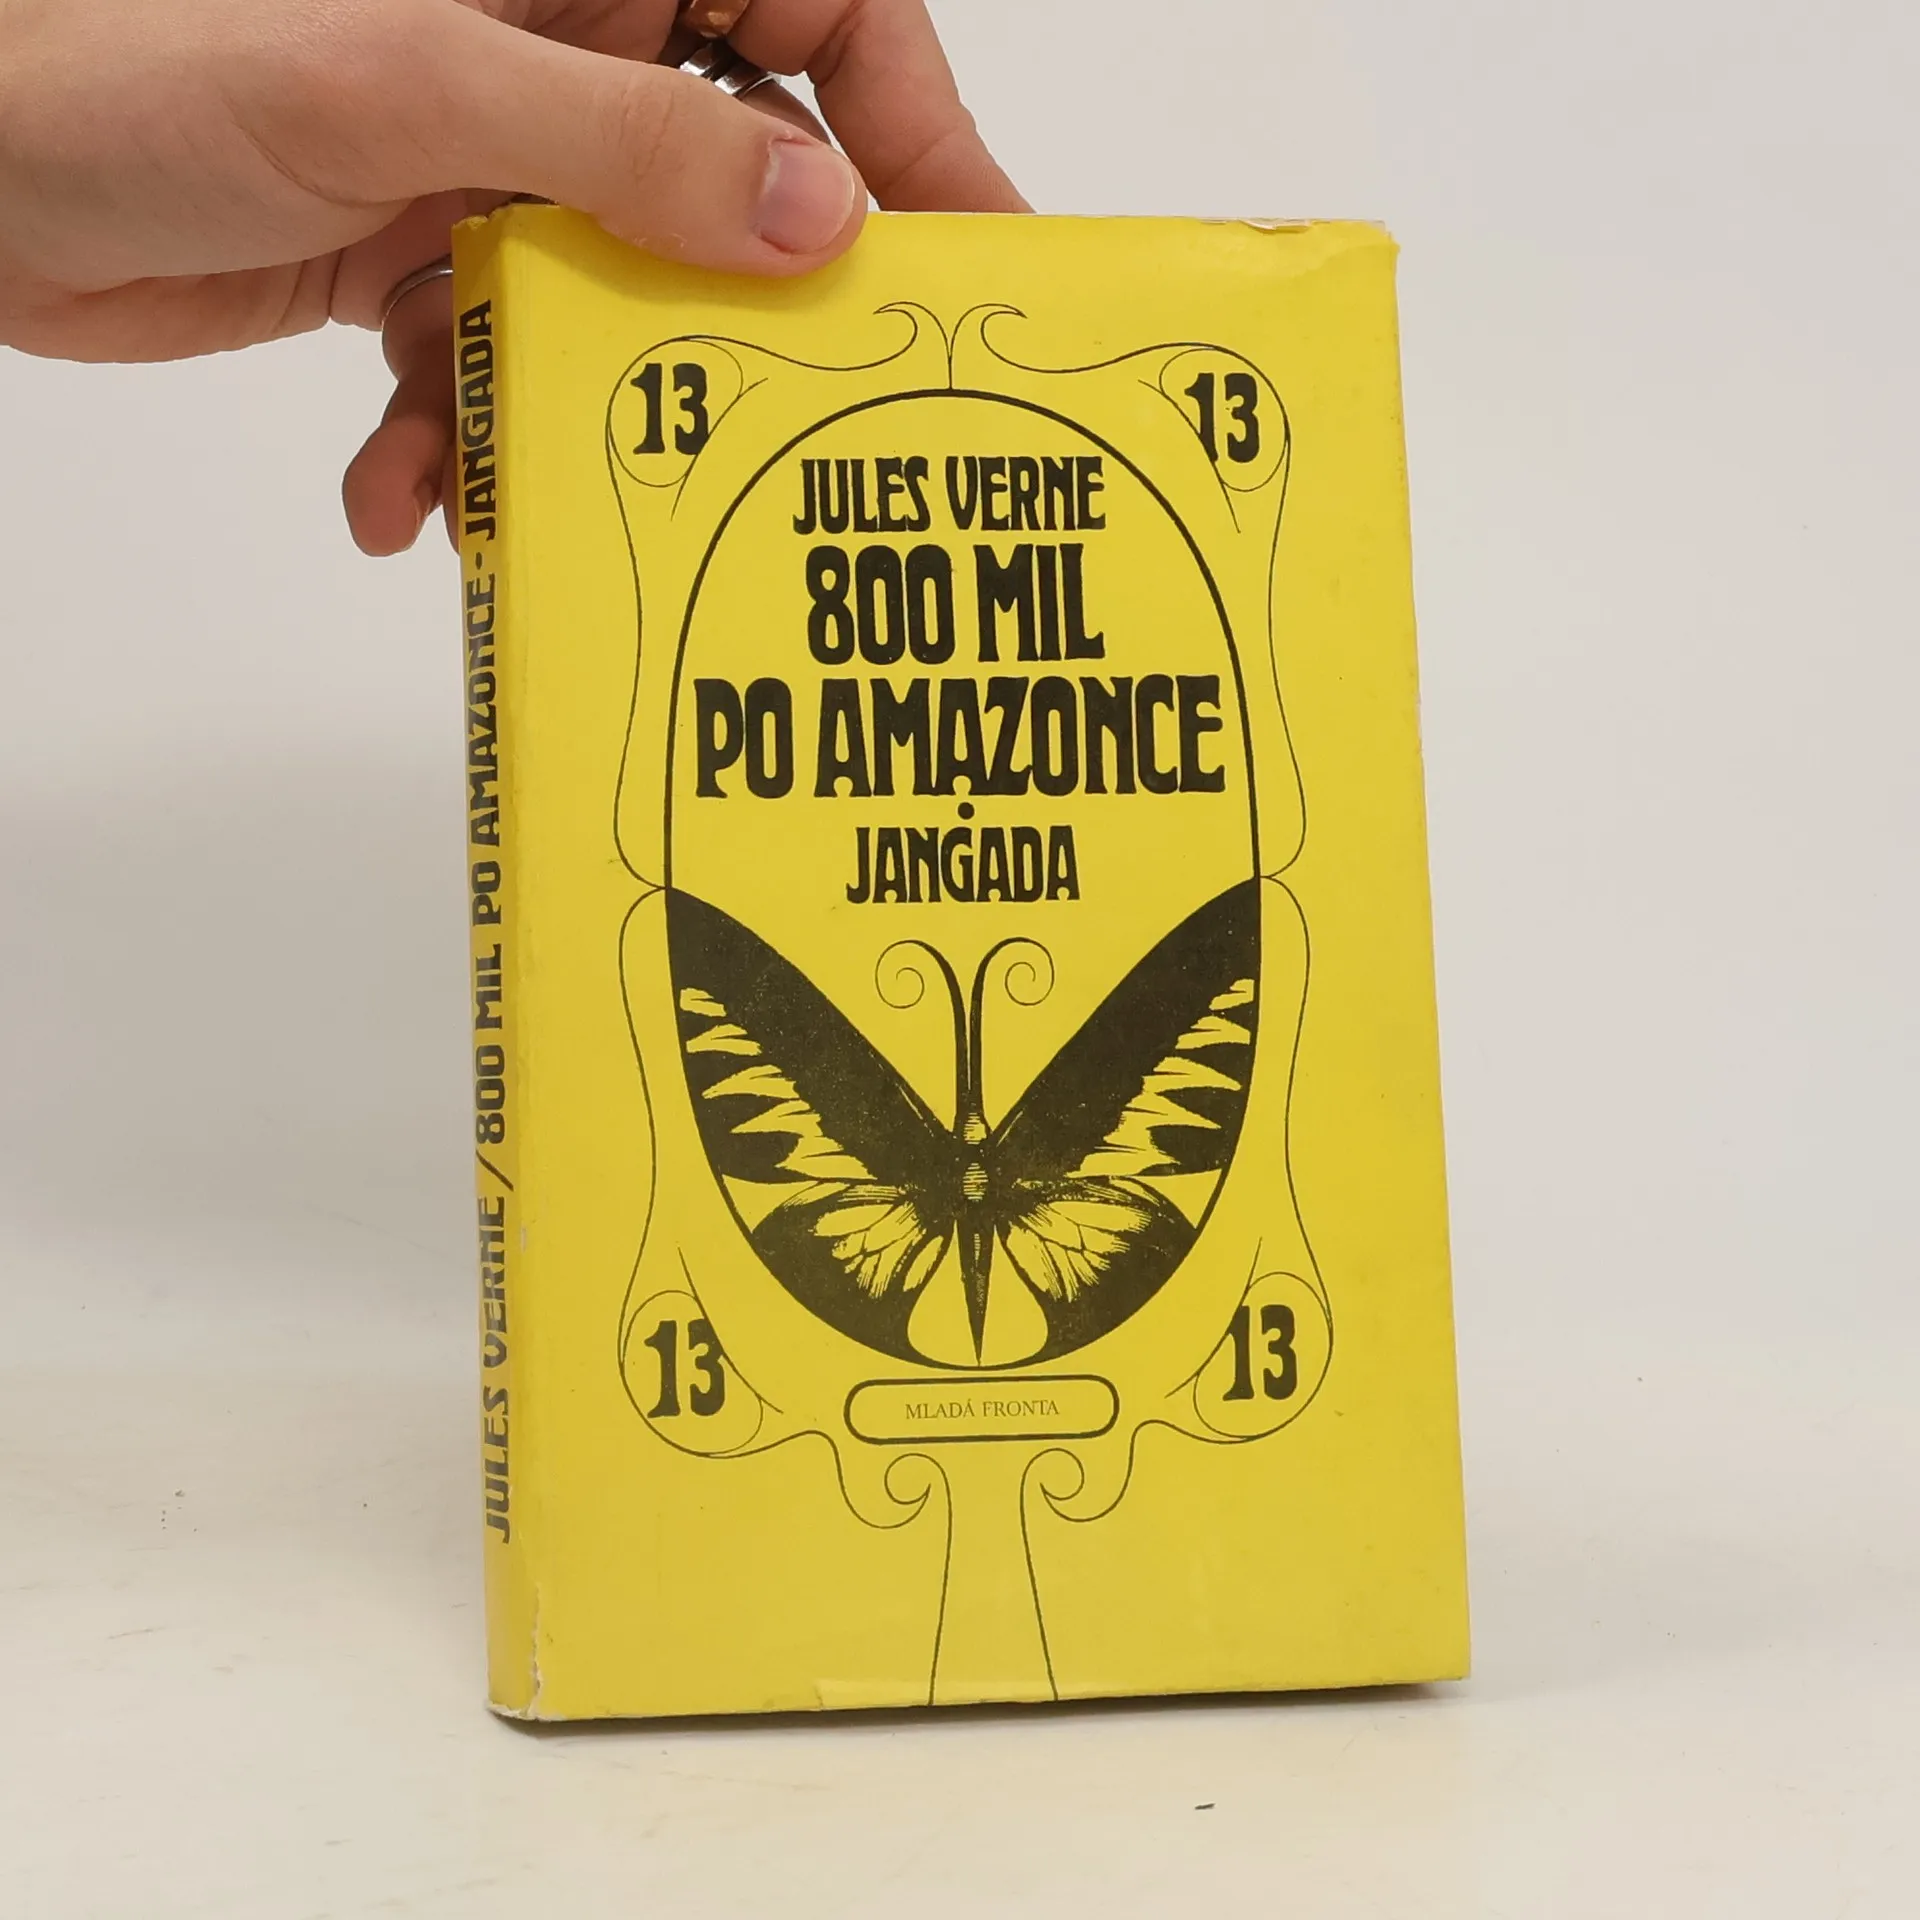 13
13
JULES VERNE
800 MIL
PO AMAZONCE
•
JANGADA
13
13
MLADÁ FRONTA
JULES VERNE / 800 MIL PO AMAZONCE • JANGADA